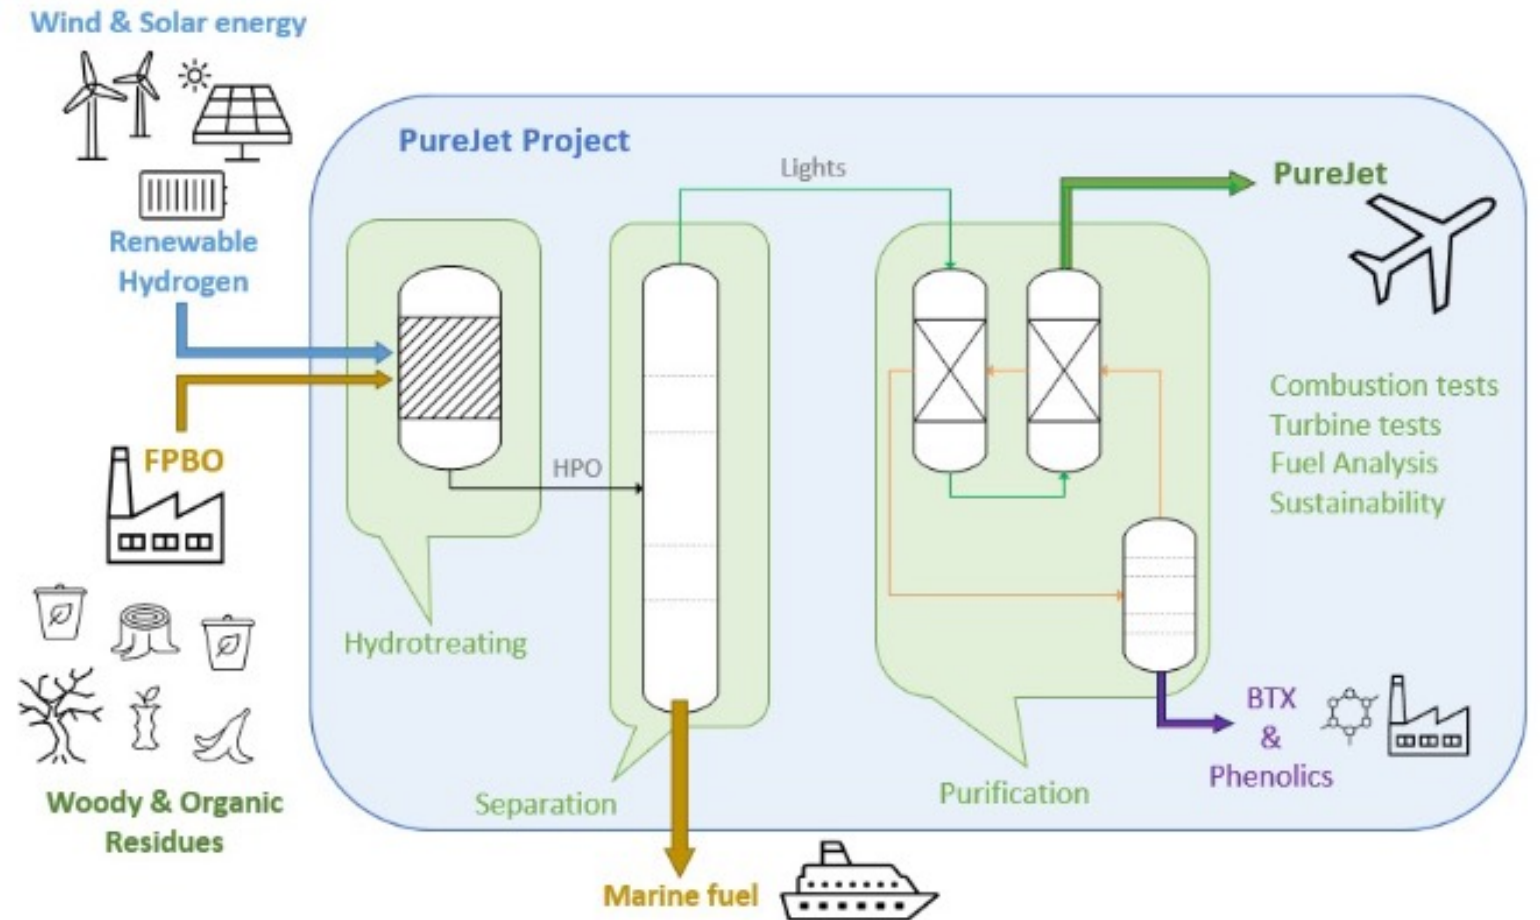 Wind & Solar energy
PureJet Project
Lights
PureJet
Renewable
Hydrogen
Combustion tests
Turbine tests
Fuel Analysis
Sustainability
FPBO
HPO
Hydrotreating
Separation
Purification
BTX
&
Phenolics
Woody & Organic
Residues
Marine fuel